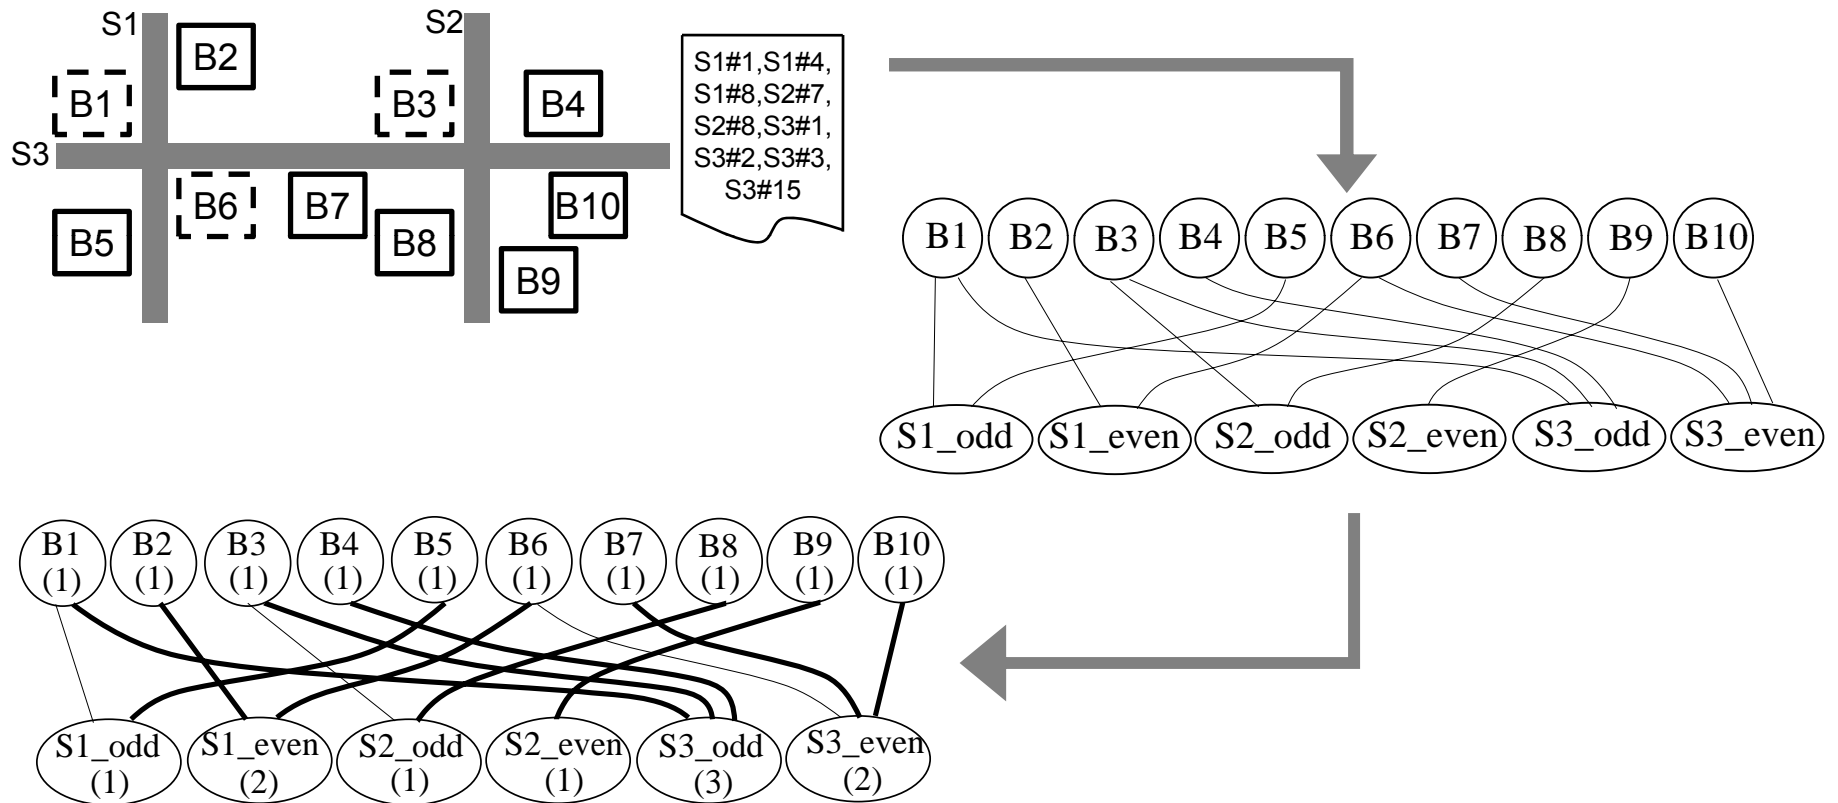 S1
S2
B2
B1
B3
B4
S3
B6
B7
B10
B5
B8
B9
S1#1,S1#4,
S1#8,S2#7,
S2#8,S3#1,
S3#2,S3#3,
S3#15
B1 B2 B3 B4 B5 B6 B7 B8 B9 B10
S1_odd S1_even S2_odd S2_even S3_odd S3_even
B1 B2 B3 B4 B5 B6 B7 B8 B9 B10
(1) (1) (1) (1) (1) (1) (1) (1) (1) (1)
S1_odd S1_even S2_odd S2_even S3_odd S3_even
(1) (2) (1) (1) (3) (2)